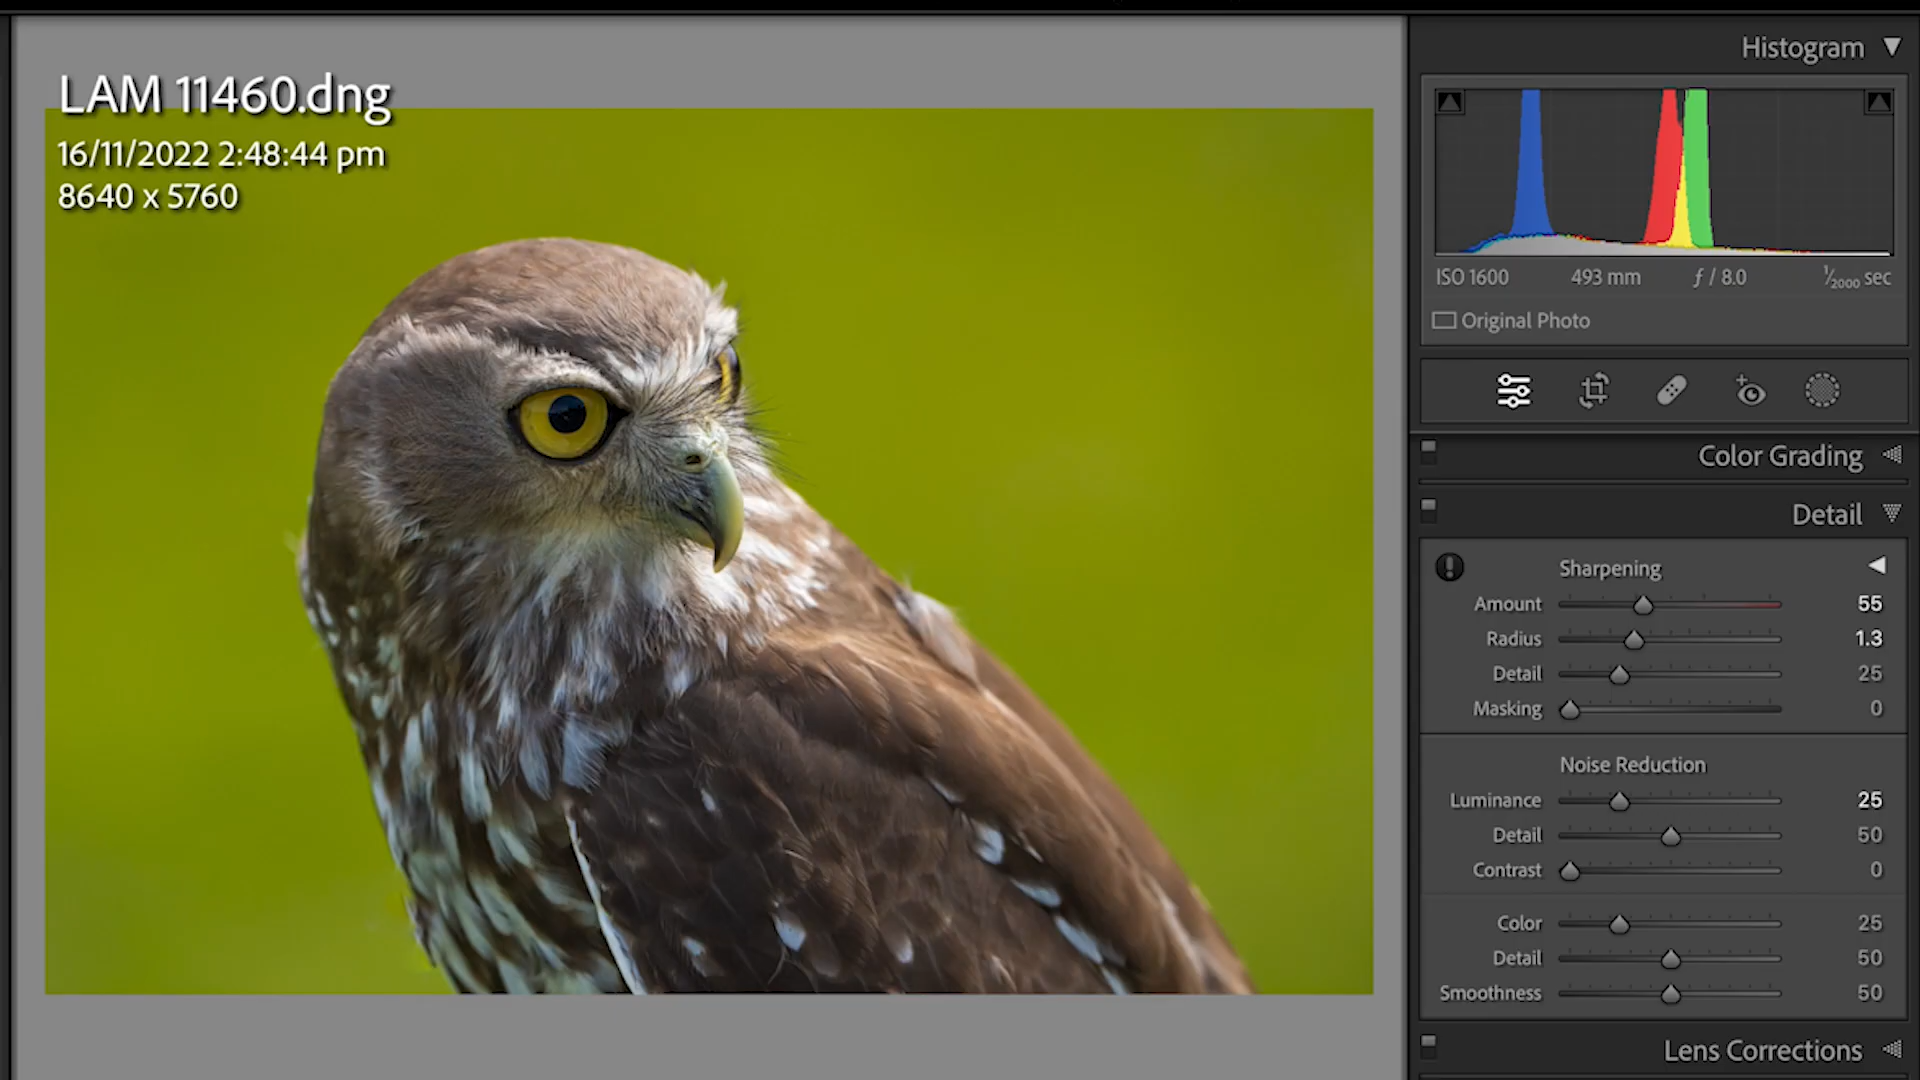 LAM 11460.dng
16/11/2022 2:48:44 pm
8640 x 5760
Histogram
ISO 1600 493 mm ƒ / 8.0 1/2000 sec
Original Photo
Color Grading
Detail
Sharpening
Amount 55
Radius 1.3
Detail 25
Masking 0
Noise Reduction
Luminance 25
Detail 50
Contrast 0
Color 25
Detail 50
Smoothness 50
Lens Corrections